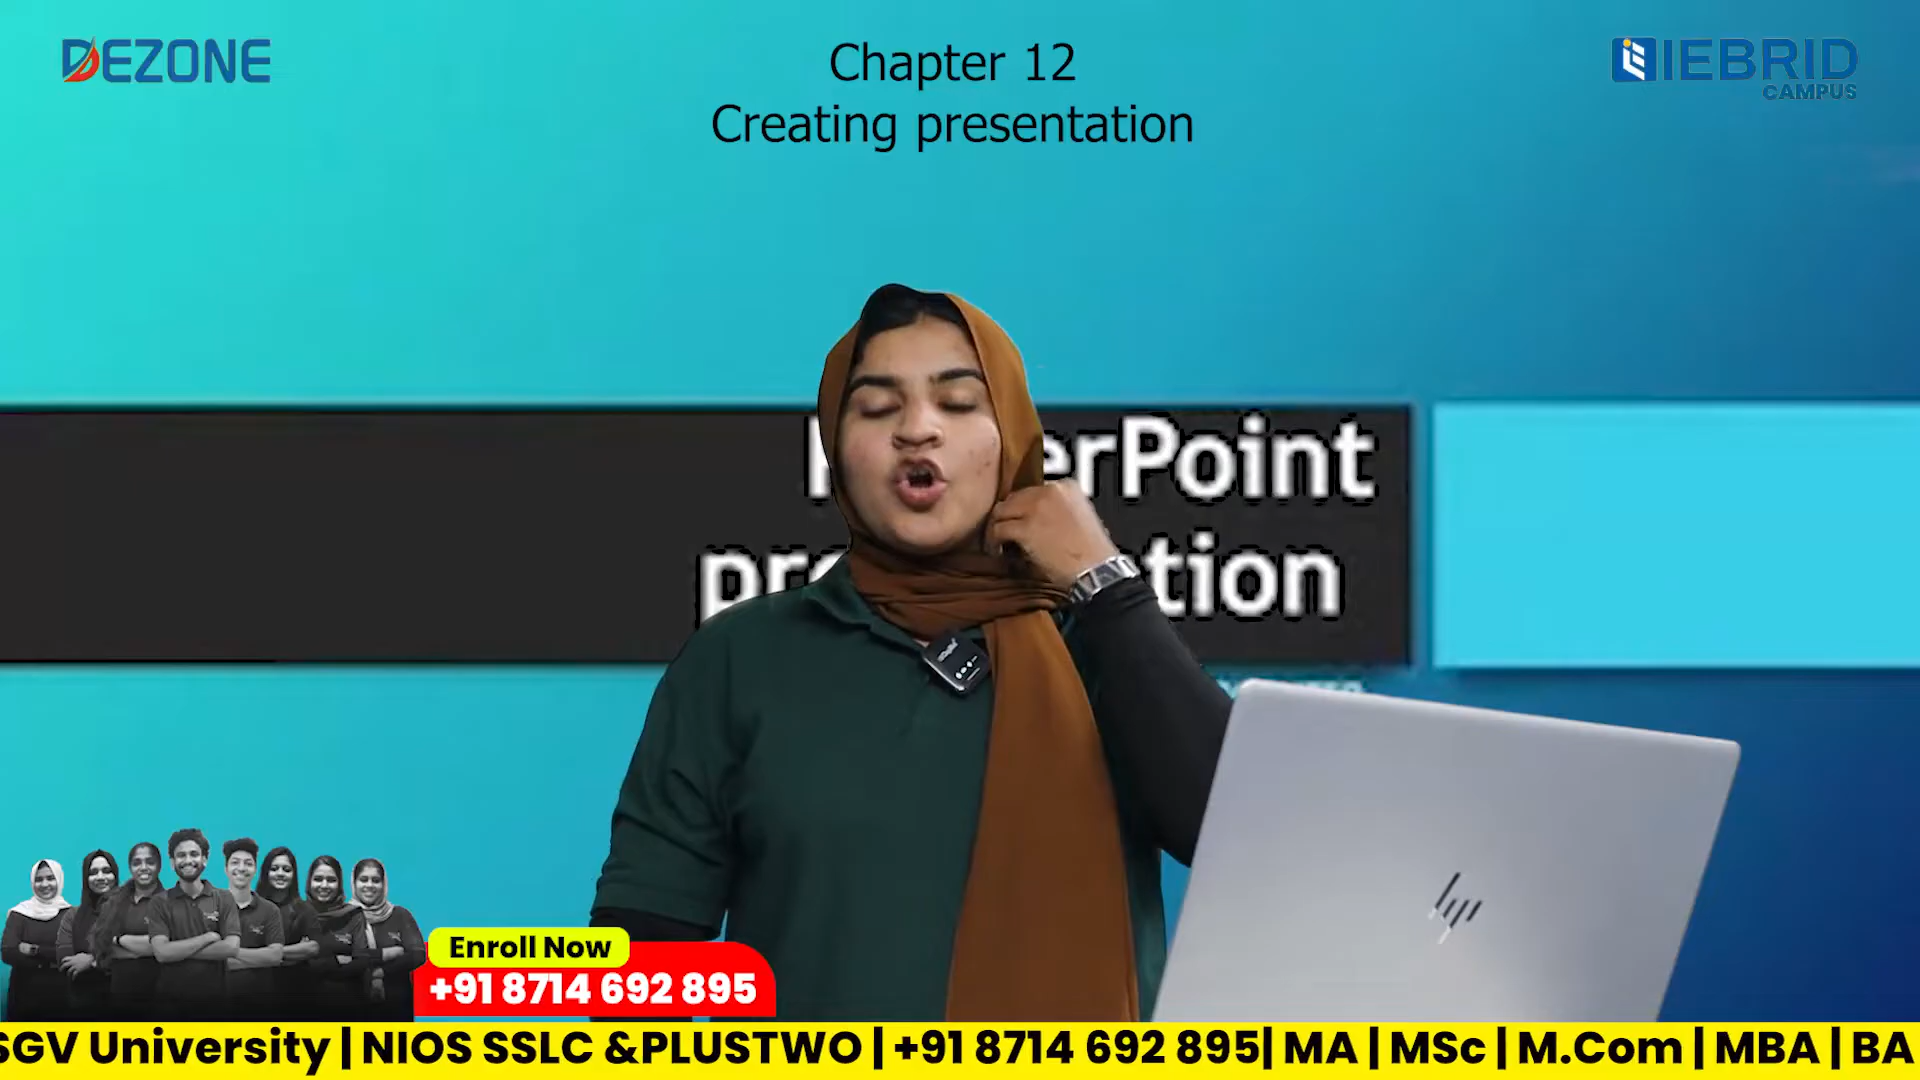 DEZONE
Chapter 12
Creating presentation
IEBRID
CAMPUS
erPoint
tion
Enroll Now
+91 8714 692 895
SGV University | NIOS SSLC &PLUSTWO | +91 8714 692 895| MA | MSc | M.Com | MBA | BA
hp